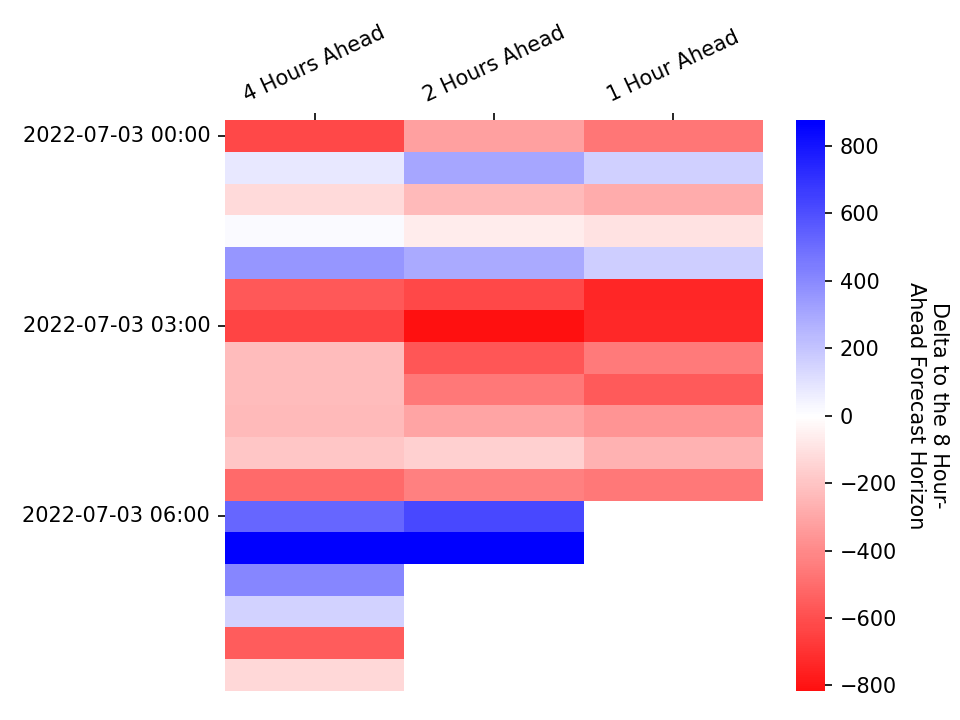 4 Hours Ahead
2 Hours Ahead
1 Hour Ahead
2022-07-03 00:00
2022-07-03 03:00
2022-07-03 06:00
800
600
400
200
0
−200
−400
−600
−800
Delta to the 8 Hour-
Ahead Forecast Horizon